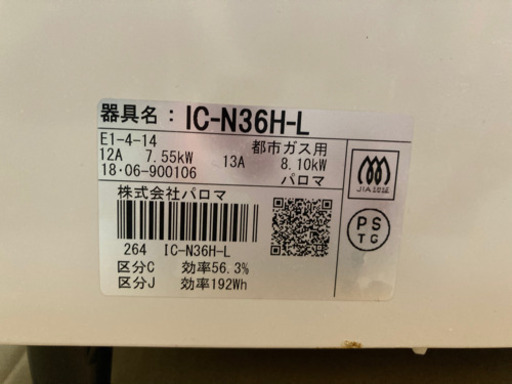 器具名： IC-N36H-L
E1-4-14 都市ガス用
12A 7.55kW 13A 8.10kW
18・06-900106 パロマ
株式会社パロマ
264 IC-N36H-L
区分C 効率56.3%
区分J 効率192Wh
JIA
PS
TG